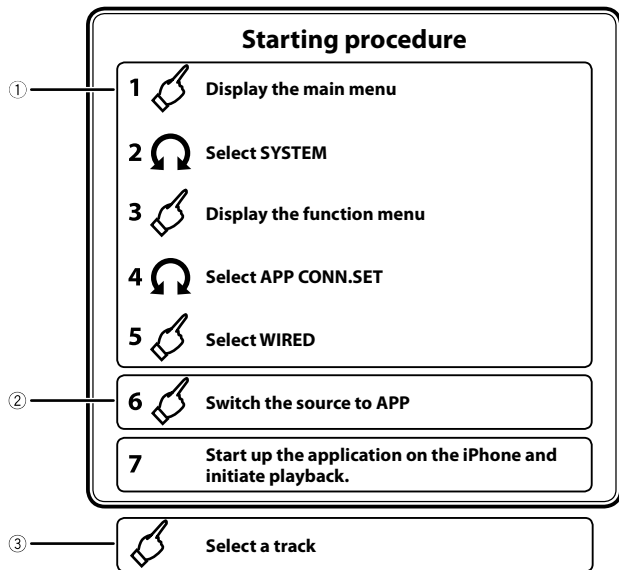 Starting procedure
① 1 Display the main menu
2 Select SYSTEM
3 Display the function menu
4 Select APP CONN.SET
5 Select WIRED
② 6 Switch the source to APP
7 Start up the application on the iPhone and
initiate playback.
③ Select a track